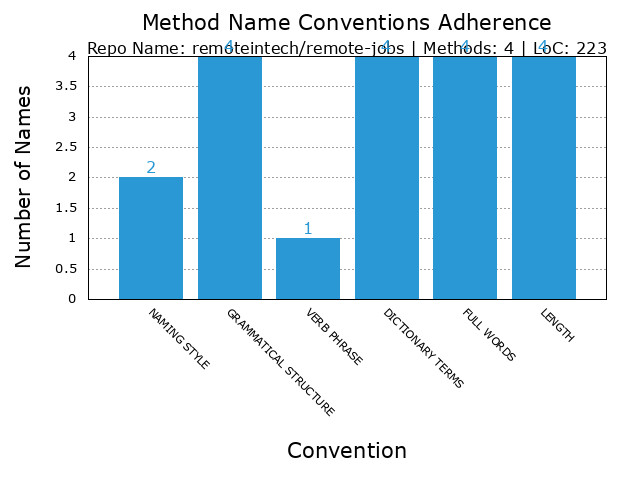 Method Name Conventions Adherence
Repo Name: remoteintech/remote-jobs | Methods: 4 | LoC: 223
Number of Names
4
3.5
3
2.5
2
1.5
1
0.5
0
2
4
1
4
4
4
NAMING STYLE
GRAMMATICAL STRUCTURE
VERB PHRASE
DICTIONARY TERMS
FULL WORDS
LENGTH
Convention